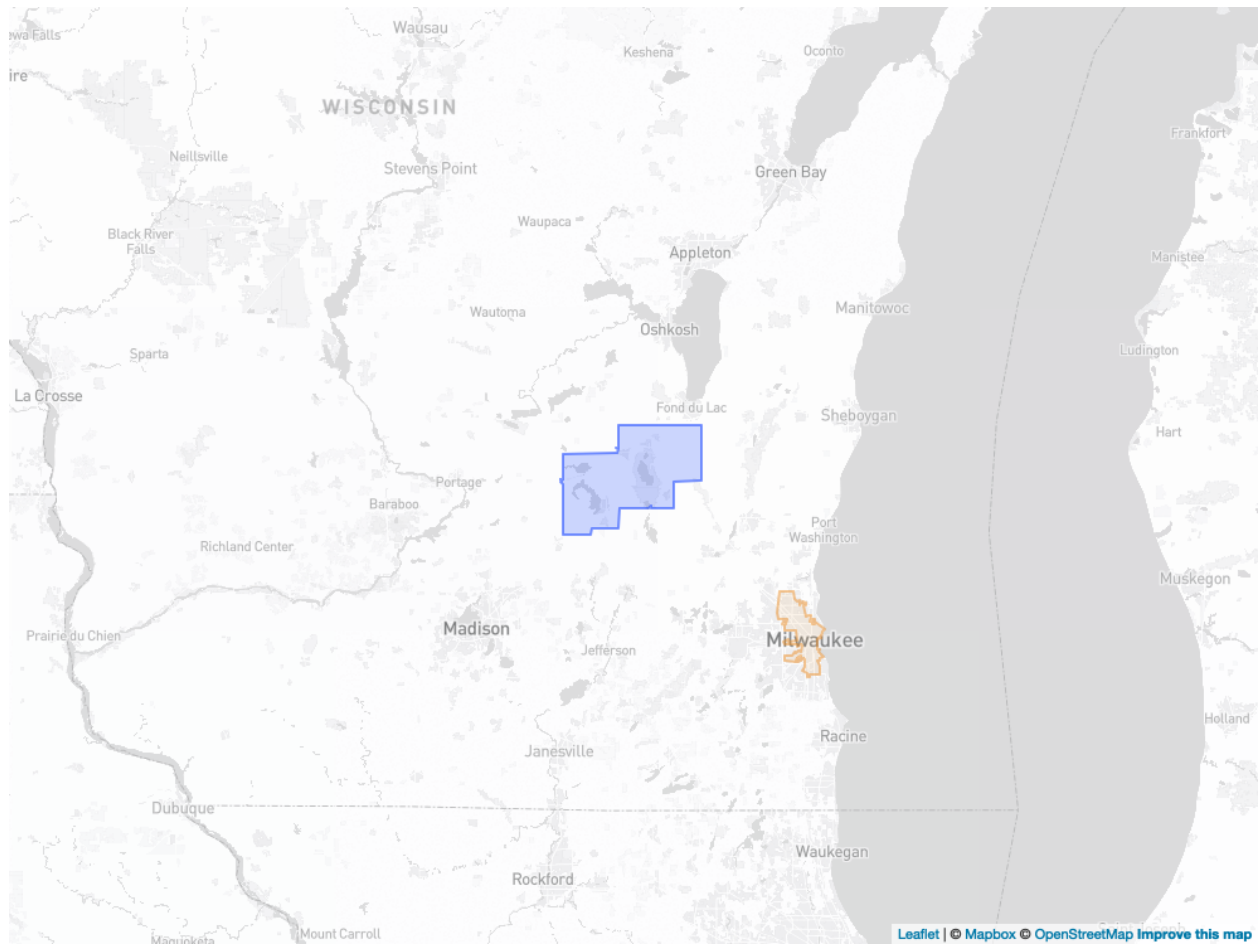 ewa Falls
Wausau
Keshena
Oconto
ire
WISCONSIN
Frankfort
Neillsville
Stevens Point
Green Bay
Waupaca
Black River
Falls
Appleton
Manistee
Wautoma
Manitowoc
Oshkosh
Sparta
Ludington
La Crosse
Fond du Lac
Sheboygan
Hart
Portage
Baraboo
Port
Washington
Richland Center
Muskegon
Prairie du Chien
Madison
Milwaukee
Jefferson
Holland
Racine
Janesville
Dubuque
Waukegan
Rockford
Mount Carroll
Maquoketa
Leaflet | © Mapbox © OpenStreetMap Improve this map